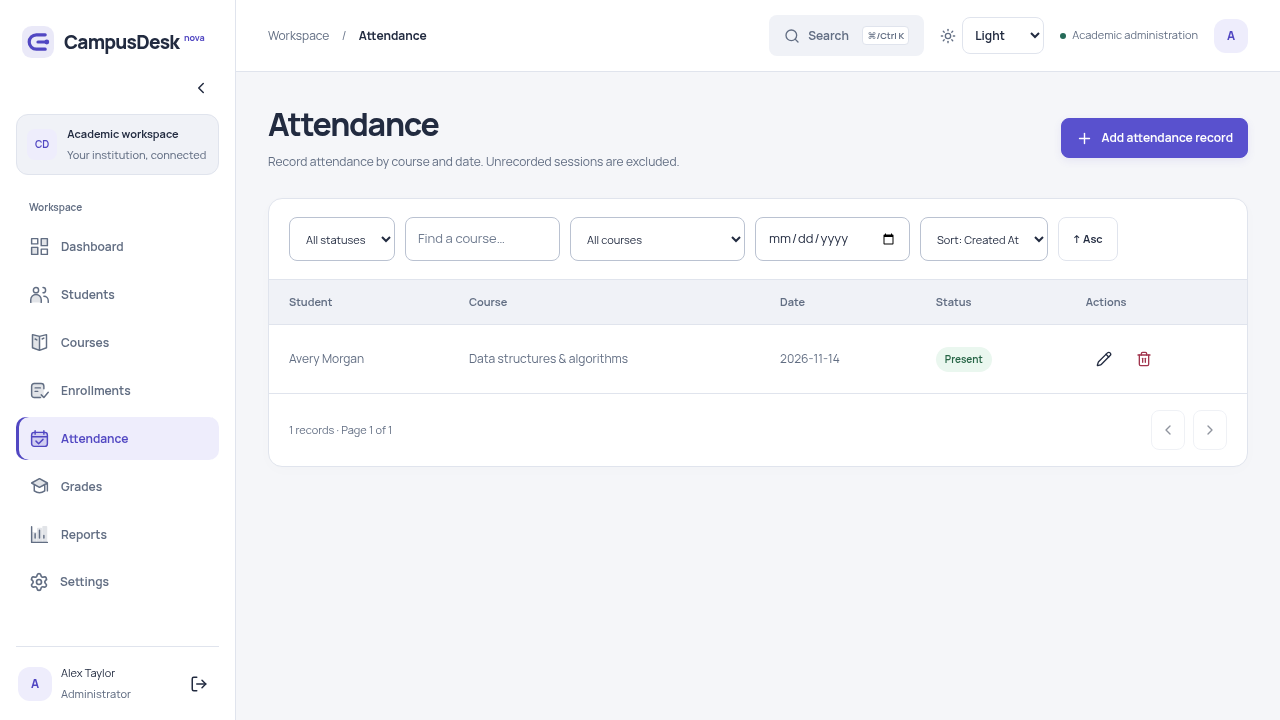 CampusDesk nova
CD
Academic workspace
Your institution, connected
Workspace
Dashboard
Students
Courses
Enrollments
Attendance
Grades
Reports
Settings
A
Alex Taylor
Administrator
Workspace / Attendance
Search ⌘/Ctrl K
Light
Academic administration
A
Attendance
Record attendance by course and date. Unrecorded sessions are excluded.
Add attendance record
All statuses
Find a course...
All courses
mm/dd/yyyy
Sort: Created At
↑ Asc
Student Course Date Status Actions
Avery Morgan Data structures & algorithms 2026-11-14 Present
1 records · Page 1 of 1